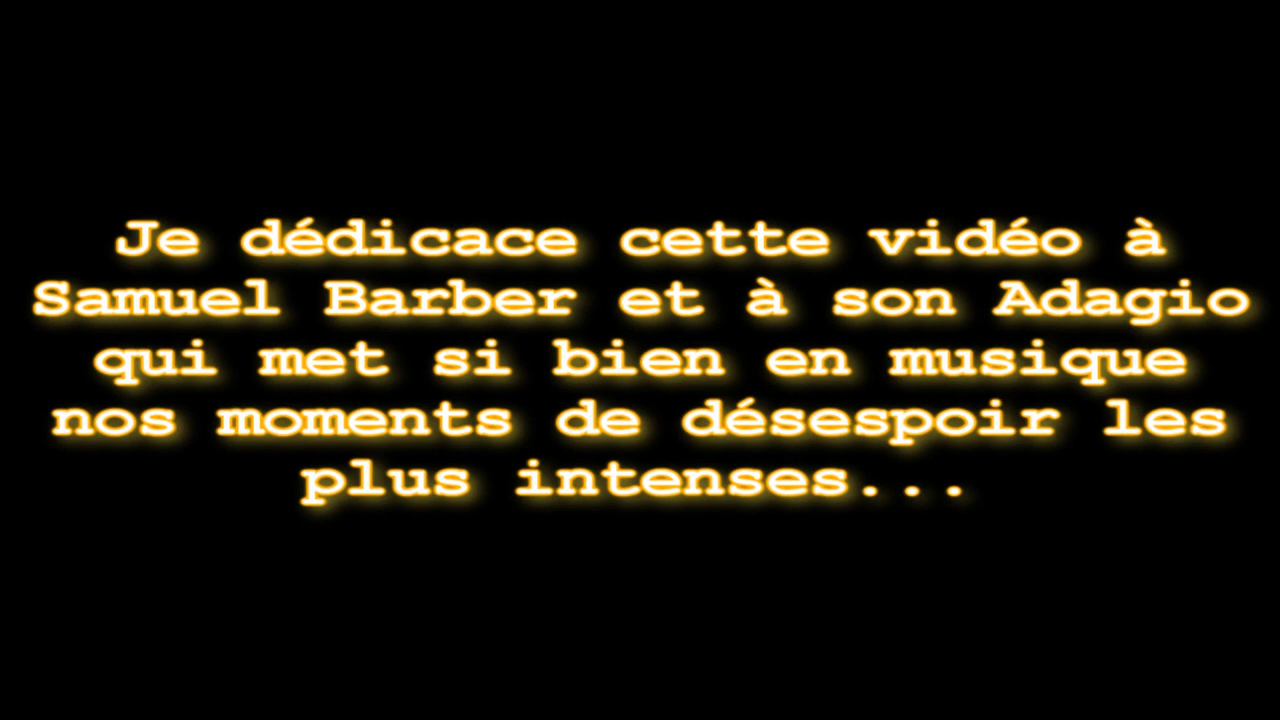 Je dédicace cette vidéo à
Samuel Barber et à son Adagio
qui met si bien en musique
nos moments de désespoir les
plus intenses...